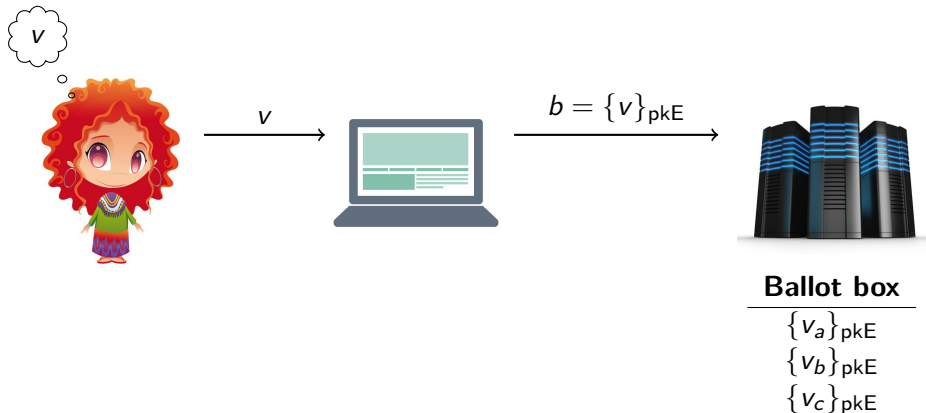 v
v
b = {v}pkE
Ballot box
{va}pkE
{vb}pkE
{vc}pkE